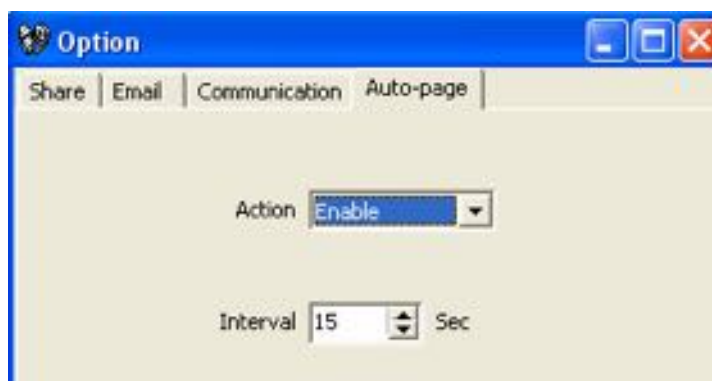 Option
Share Email Communication Auto-page
Action Enable
Interval 15 Sec